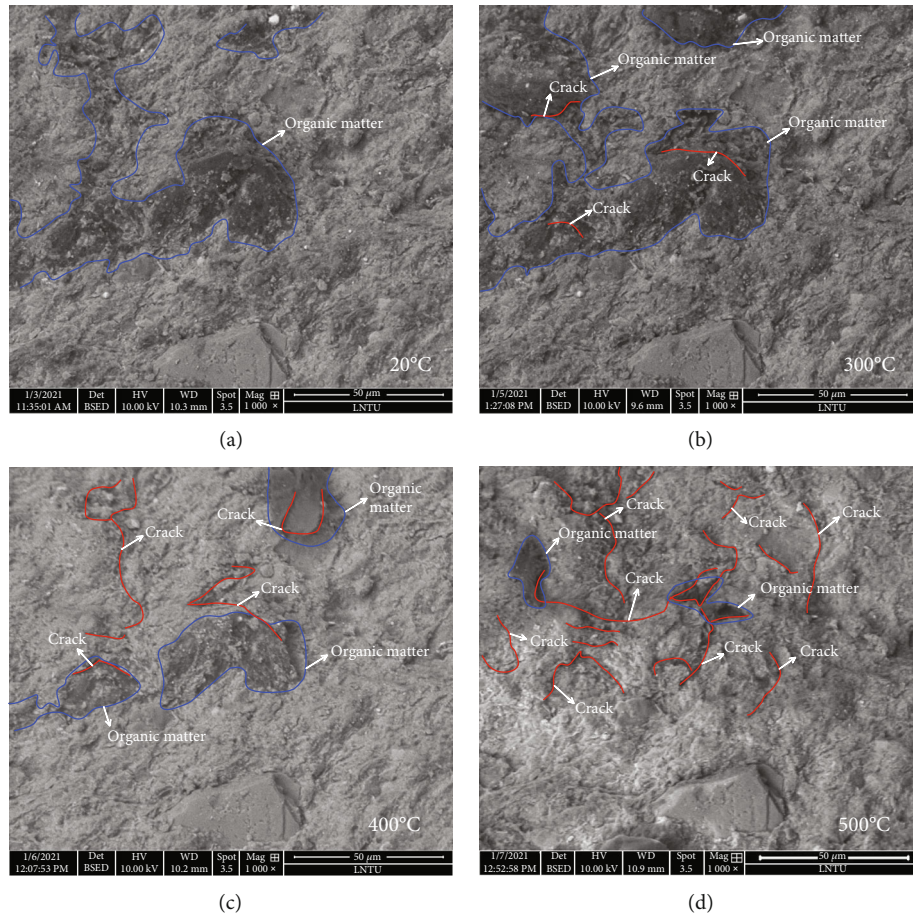 Organic matter
20°C
1/3/2021 Det HV WD Spot Mag 50 µm
11:35:01 AM BSED 10.00 kV 10.3 mm 3.5 1 000 × LNTU
(a)
Organic matter
Organic matter
Crack
Organic matter
Crack
Crack
300°C
1/5/2021 Det HV WD Spot Mag 50 µm
1:27:08 PM BSED 10.00 kV 9.6 mm 3.5 1 000 × LNTU
(b)
Organic
matter
Crack
Crack
Crack
Crack
Organic matter
Organic matter
400°C
1/6/2021 Det HV WD Spot Mag 50 µm
12:07:53 PM BSED 10.00 kV 10.2 mm 3.5 1 000 × LNTU
(c)
Crack
Crack
Crack
Organic matter
Crack
Organic matter
Crack
Crack
Crack
Crack
500°C
1/7/2021 Det HV WD Spot Mag 50 µm
12:52:58 PM BSED 10.00 kV 10.9 mm 3.5 1 000 × LNTU
(d)